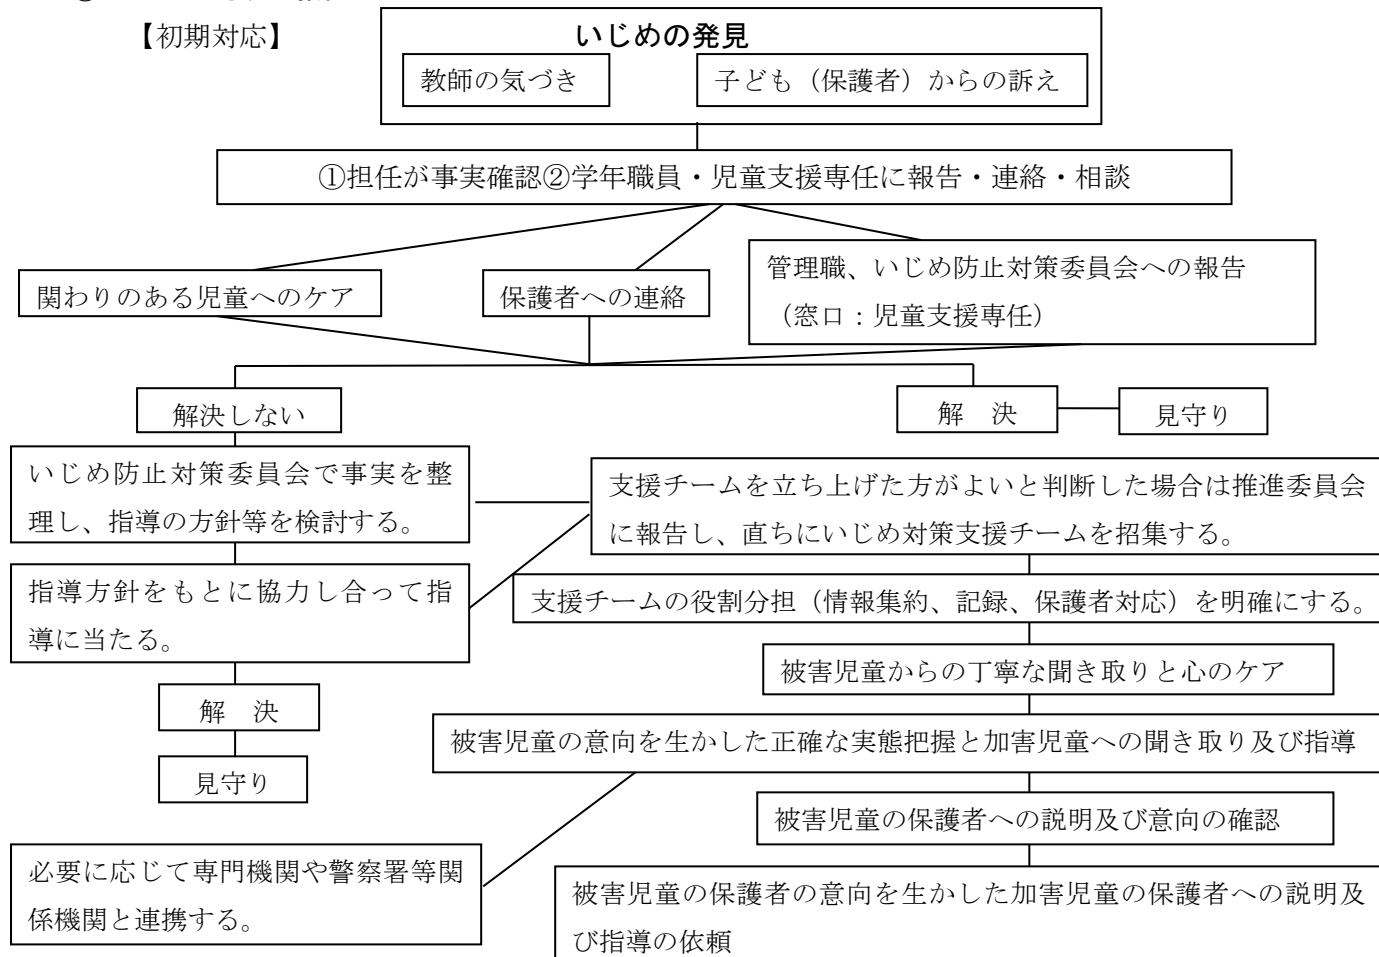 【初期対応】
いじめの発見
教師の気づき
子ども（保護者）からの訴え
①担任が事実確認②学年職員・児童支援専任に報告・連絡・相談
関わりのある児童へのケア
保護者への連絡
管理職、いじめ防止対策委員会への報告
（窓口：児童支援専任）
解決しない
解　決
見守り
いじめ防止対策委員会で事実を整
理し、指導の方針等を検討する。
支援チームを立ち上げた方がよいと判断した場合は推進委員会
に報告し、直ちにいじめ対策支援チームを招集する。
指導方針をもとに協力し合って指
導に当たる。
支援チームの役割分担（情報集約、記録、保護者対応）を明確にする。
被害児童からの丁寧な聞き取りと心のケア
解　決
被害児童の意向を生かした正確な実態把握と加害児童への聞き取り及び指導
見守り
被害児童の保護者への説明及び意向の確認
必要に応じて専門機関や警察署等関
係機関と連携する。
被害児童の保護者の意向を生かした加害児童の保護者への説明及
び指導の依頼